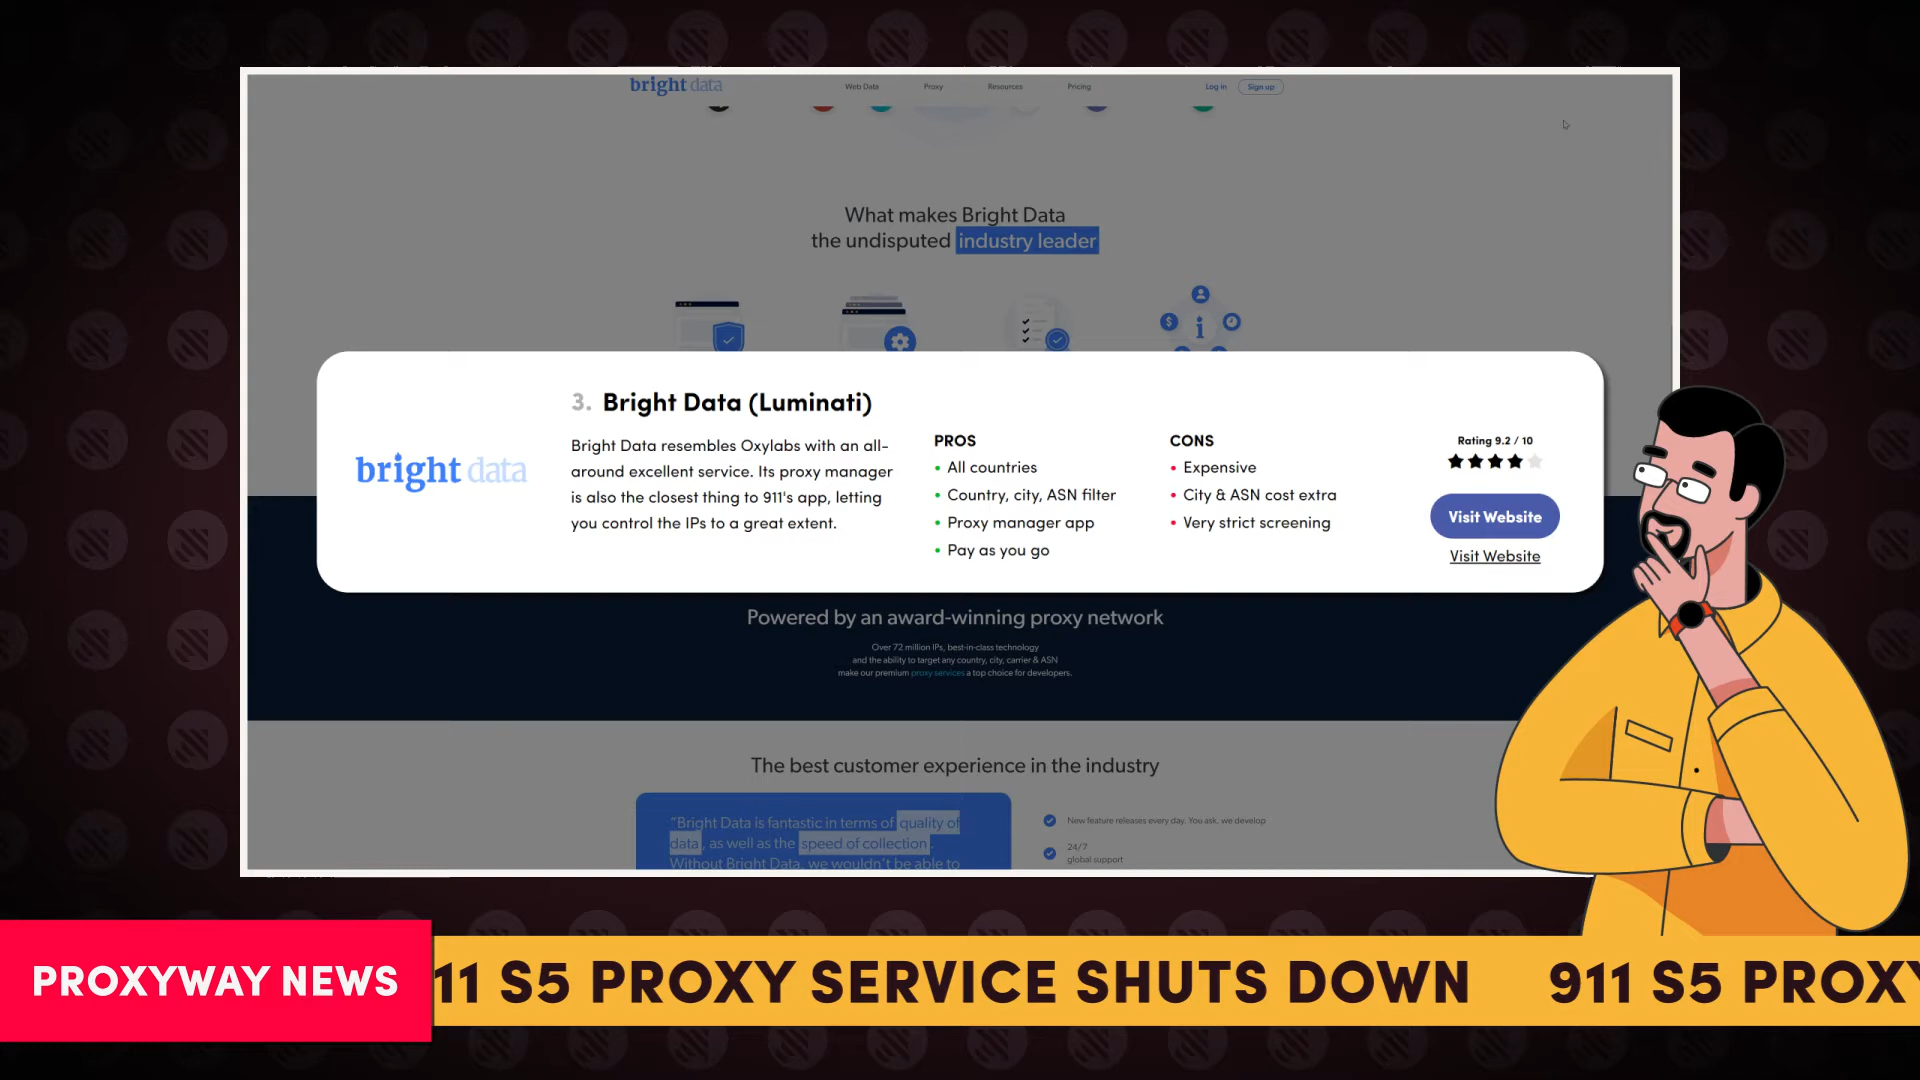 bright data
Web Data
Proxy
Resources
Pricing
Log in
Sign up
What makes Bright Data
the undisputed industry leader
bright data
3. Bright Data (Luminati)
Bright Data resembles Oxylabs with an all-
around excellent service. Its proxy manager
is also the closest thing to 911's app, letting
you control the IPs to a great extent.
PROS
• All countries
• Country, city, ASN filter
• Proxy manager app
• Pay as you go
CONS
• Expensive
• City & ASN cost extra
• Very strict screening
Rating 9.2 / 10
Visit Website
Visit Website
Powered by an award-winning proxy network
Over 72 million IPs, best-in-class technology
and the ability to target any country, city, carrier & ASN
make our premium proxy services a top choice for developers.
The best customer experience in the industry
"Bright Data is fantastic in terms of quality of
data, as well as the speed of collection.
Without Bright Data, we wouldn't be able to
New feature releases every day. You ask, we develop
24/7
global support
PROXYWAY NEWS
11 S5 PROXY SERVICE SHUTS DOWN
911 S5 PROXY